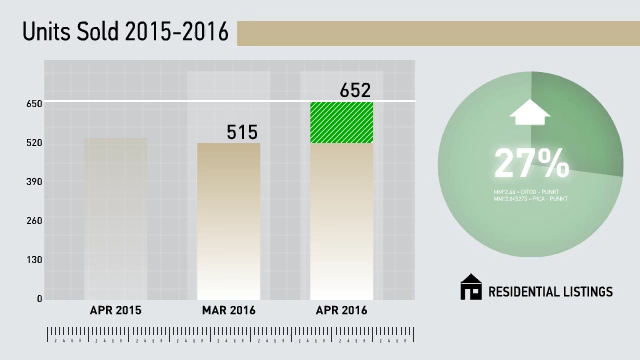 Units Sold 2015-2016
652
515
650
520
390
260
130
0
APR 2015
MAR 2016
APR 2016
27%
RESIDENTIAL LISTINGS